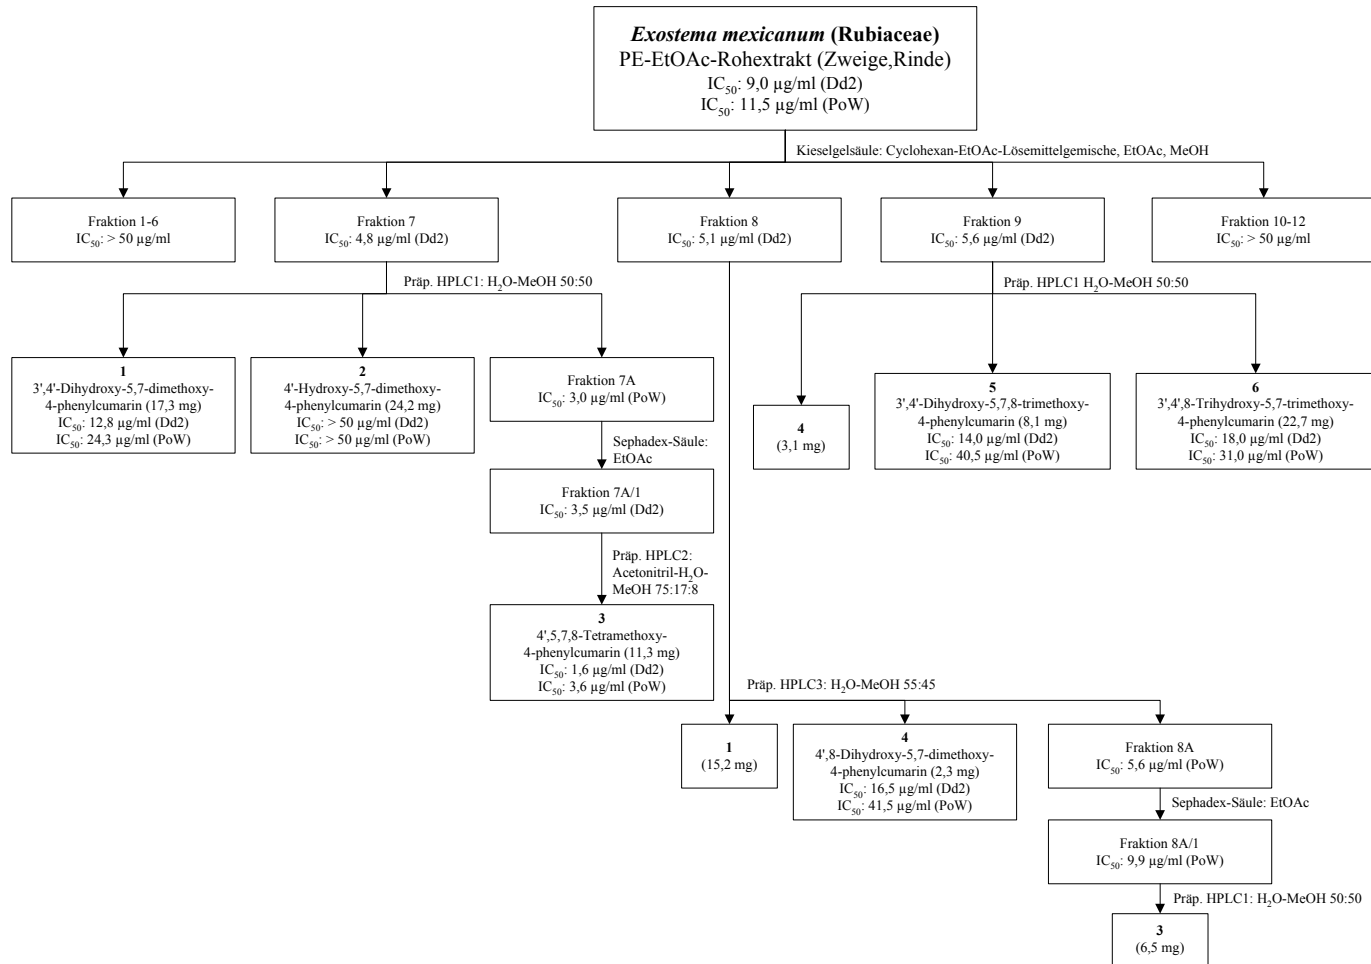 Exostema mexicanum (Rubiaceae)
PE-EtOAc-Rohextrakt (Zweige,Rinde)
IC50: 9,0 µg/ml (Dd2)
IC50: 11,5 µg/ml (PoW)
Kieselgelsäule: Cyclohexan-EtOAc-Lösemittelgemische, EtOAc, MeOH
Fraktion 1-6
IC50: > 50 µg/ml
Fraktion 7
IC50: 4,8 µg/ml (Dd2)
Fraktion 8
IC50: 5,1 µg/ml (Dd2)
Fraktion 9
IC50: 5,6 µg/ml (Dd2)
Fraktion 10-12
IC50: > 50 µg/ml
Präp. HPLC1: H2O-MeOH 50:50
Präp. HPLC1 H2O-MeOH 50:50
1
3',4'-Dihydroxy-5,7-dimethoxy-
4-phenylcumarin (17,3 mg)
IC50: 12,8 µg/ml (Dd2)
IC50: 24,3 µg/ml (PoW)
2
4'-Hydroxy-5,7-dimethoxy-
4-phenylcumarin (24,2 mg)
IC50: > 50 µg/ml (Dd2)
IC50: > 50 µg/ml (PoW)
Fraktion 7A
IC50: 3,0 µg/ml (PoW)
Sephadex-Säule:
EtOAc
Fraktion 7A/1
IC50: 3,5 µg/ml (Dd2)
Präp. HPLC2:
Acetonitril-H2O-
MeOH 75:17:8
3
4',5,7,8-Tetramethoxy-
4-phenylcumarin (11,3 mg)
IC50: 1,6 µg/ml (Dd2)
IC50: 3,6 µg/ml (PoW)
4
(3,1 mg)
5
3',4'-Dihydroxy-5,7,8-trimethoxy-
4-phenylcumarin (8,1 mg)
IC50: 14,0 µg/ml (Dd2)
IC50: 40,5 µg/ml (PoW)
6
3',4',8-Trihydroxy-5,7-trimethoxy-
4-phenylcumarin (22,7 mg)
IC50: 18,0 µg/ml (Dd2)
IC50: 31,0 µg/ml (PoW)
Präp. HPLC3: H2O-MeOH 55:45
1
(15,2 mg)
4
4',8-Dihydroxy-5,7-dimethoxy-
4-phenylcumarin (2,3 mg)
IC50: 16,5 µg/ml (Dd2)
IC50: 41,5 µg/ml (PoW)
Fraktion 8A
IC50: 5,6 µg/ml (PoW)
Sephadex-Säule: EtOAc
Fraktion 8A/1
IC50: 9,9 µg/ml (PoW)
Präp. HPLC1: H2O-MeOH 50:50
3
(6,5 mg)